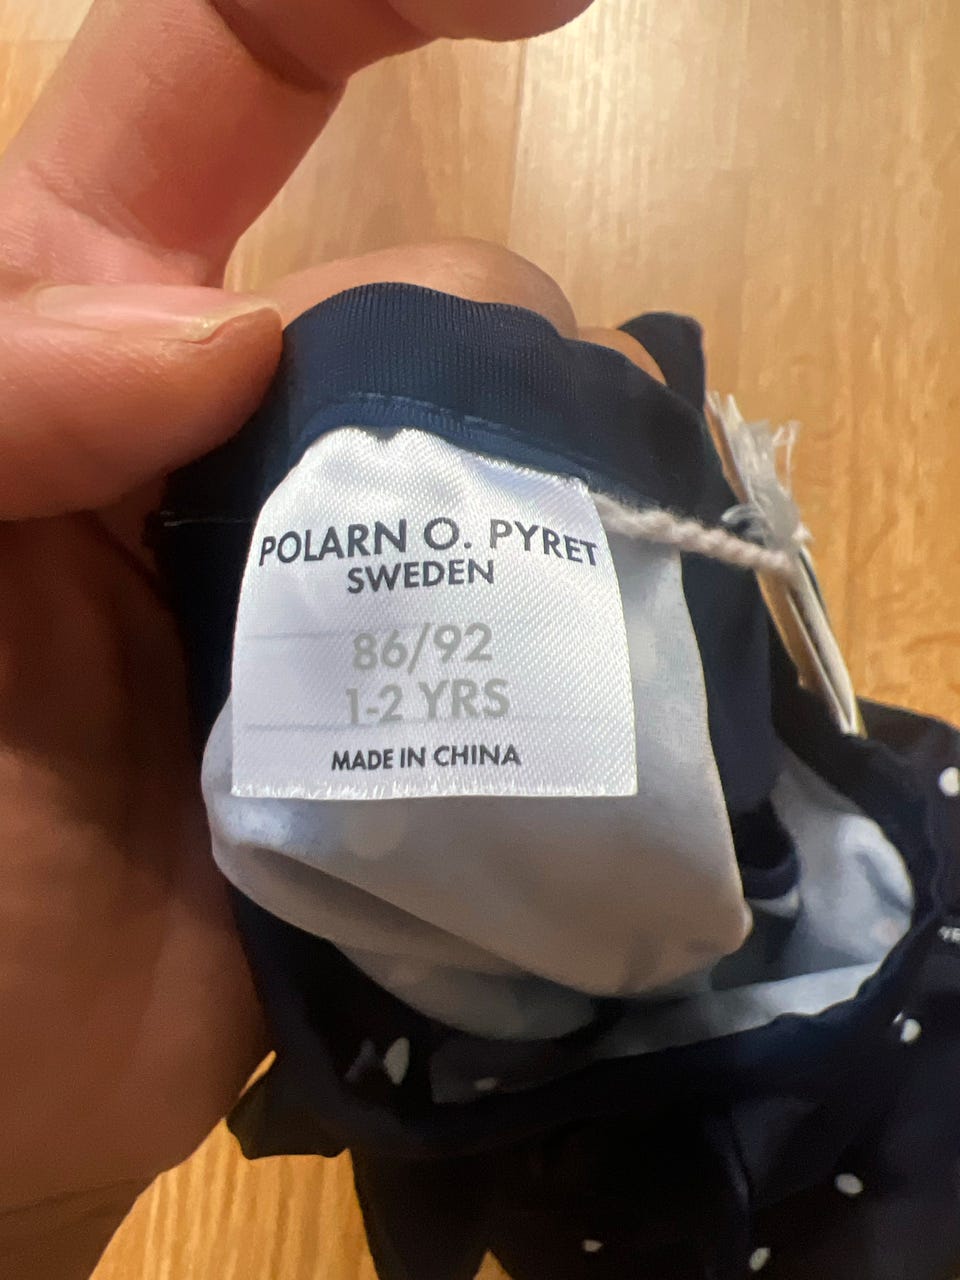 POLARN O. PYRET
SWEDEN
86/92
1-2 YRS
MADE IN CHINA